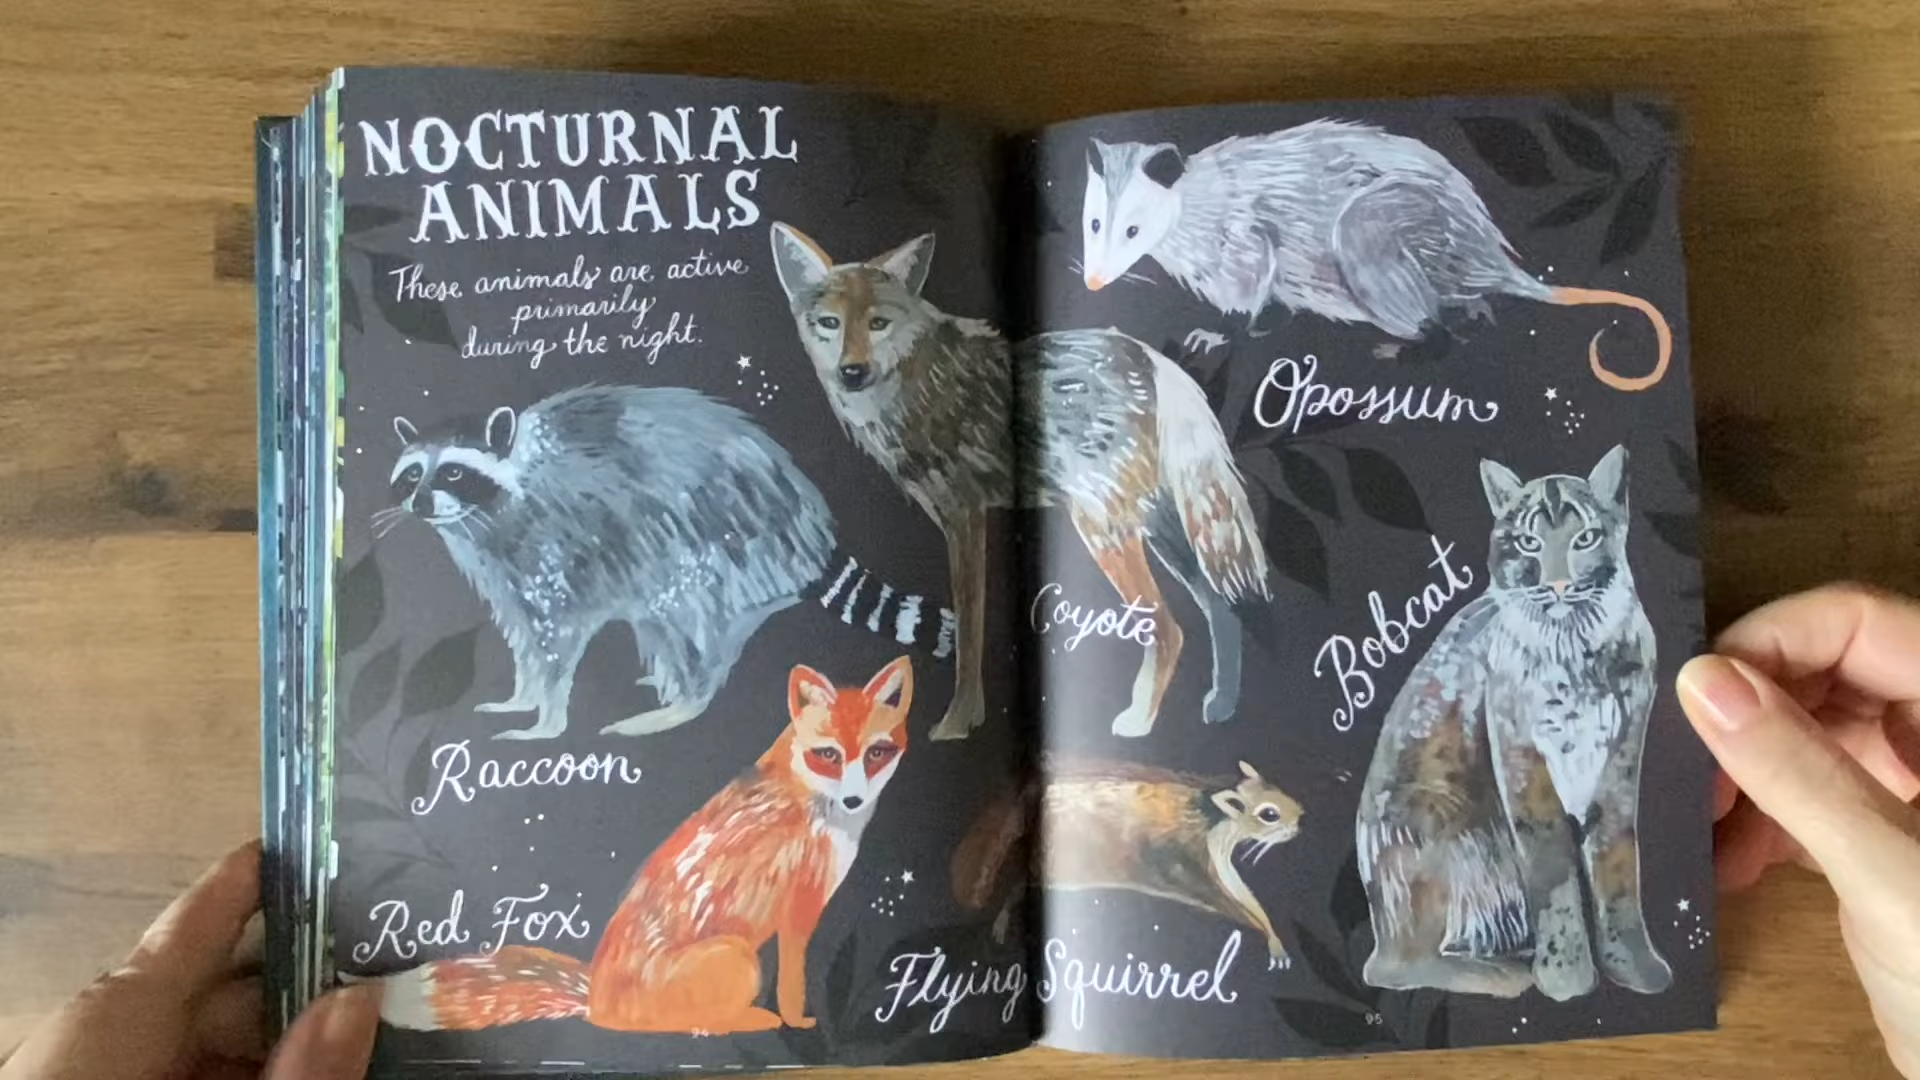 NOCTURNAL
ANIMALS
These animals are active
primarily
during the night.
Raccoon
Red Fox
94
Opossum
Coyote
Bobcat
Flying Squirrel
95